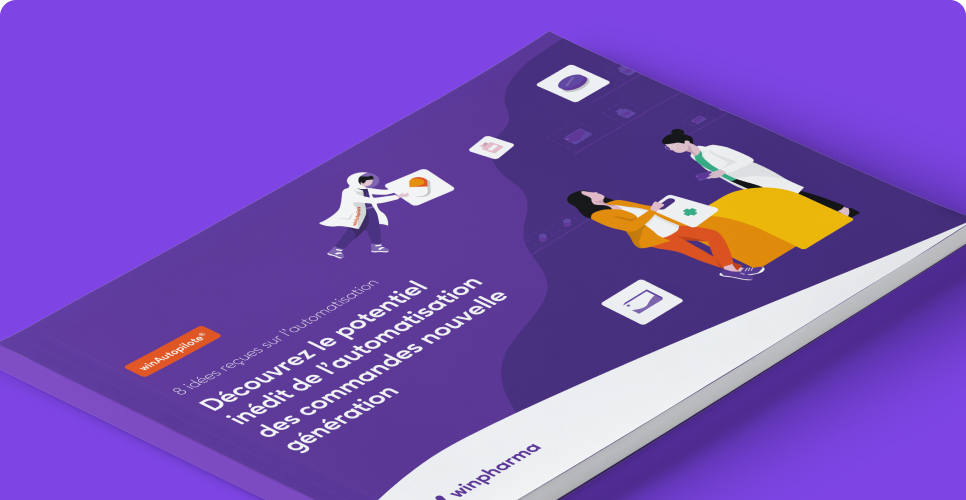 winAutopilote®
8 idées reçues sur l'automatisation
Découvrez le potentiel
inédit de l'automatisation
des commandes nouvelle
génération
winpharma